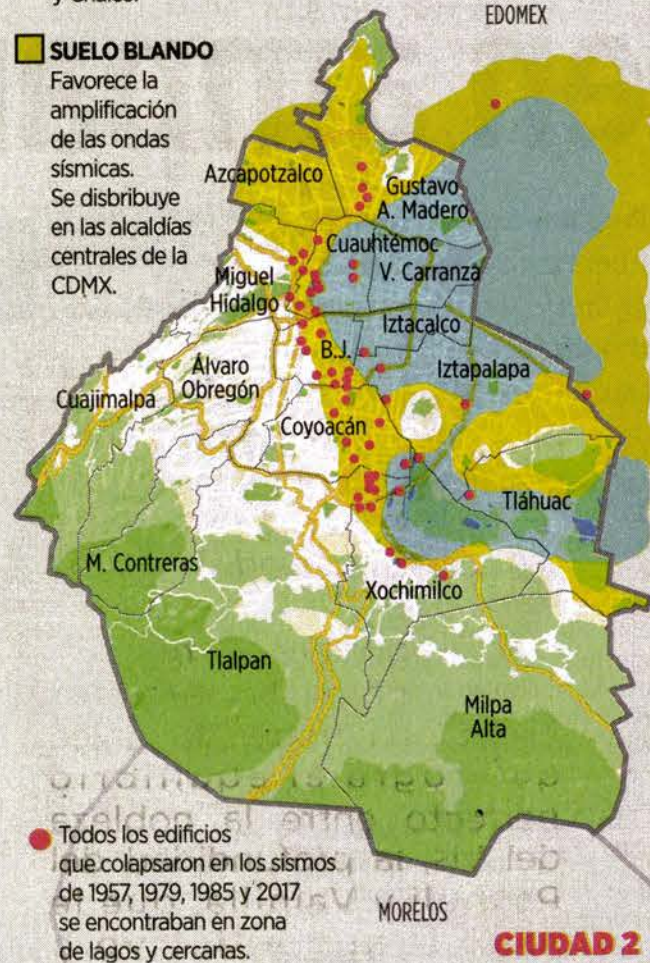 y Chalco.
EDOMEX
SUELO BLANDO
Favorece la
amplificación
de las ondas
sísmicas.
Se disbribuye
en las alcaldías
centrales de la
CDMX.
Azcapotzalco
Gustavo
A. Madero
Cuauhtémoc
Miguel
Hidalgo
V. Carranza
Iztacalco
B.J.
Iztapalapa
Álvaro
Obregón
Cuajimalpa
Coyoacán
Tláhuac
M. Contreras
Xochimilco
Tlalpan
Milpa
Alta
Todos los edificios
que colapsaron en los sismos
de 1957, 1979, 1985 y 2017
se encontraban en zona
de lagos y cercanas.
MORELOS
CIUDAD 2